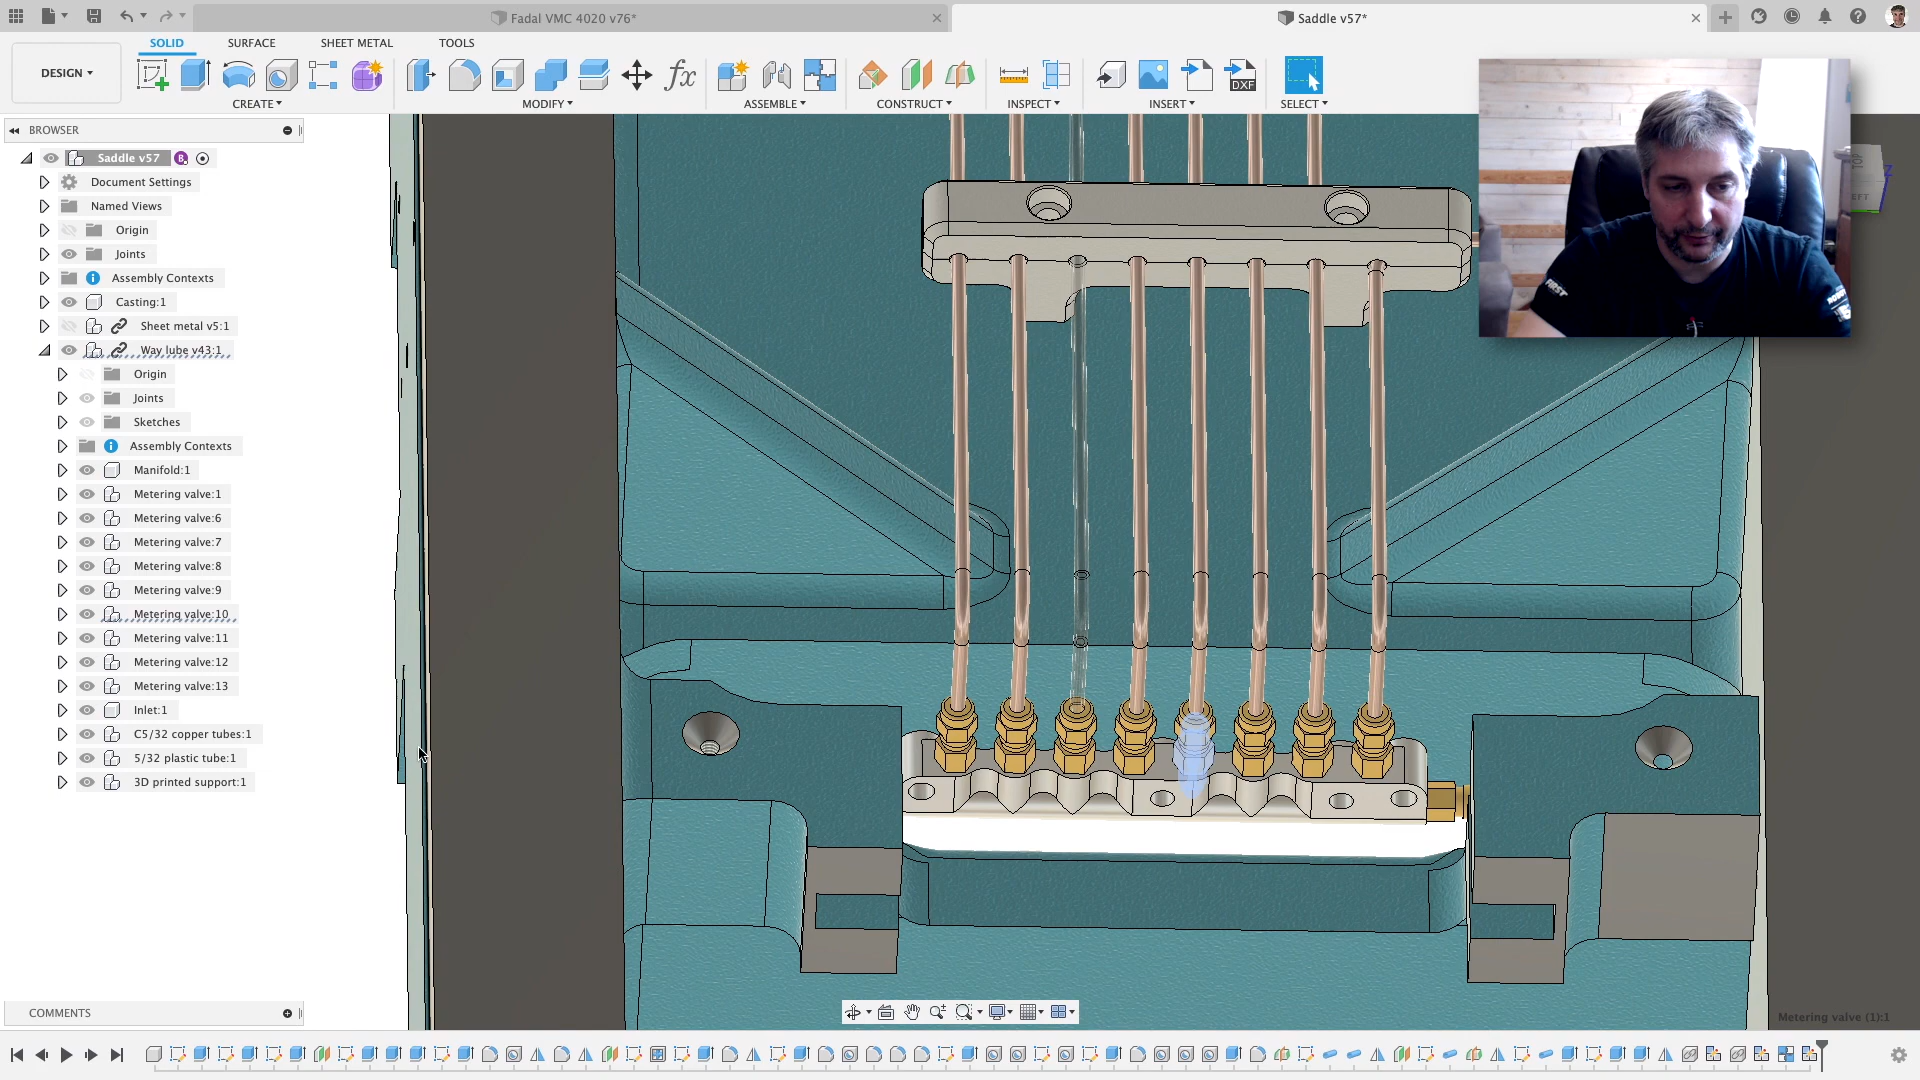 Fadal VMC 4020 v76*
Saddle v57*
SOLID
SURFACE
SHEET METAL
TOOLS
DESIGN
CREATE
MODIFY
ASSEMBLE
CONSTRUCT
INSPECT
INSERT
SELECT
fx
DXF
BROWSER
Saddle v57
Document Settings
Named Views
Origin
Joints
Assembly Contexts
Casting:1
Sheet metal v5:1
Way lube v43:1
Origin
Joints
Sketches
Assembly Contexts
Manifold:1
Metering valve:1
Metering valve:6
Metering valve:7
Metering valve:8
Metering valve:9
Metering valve:10
Metering valve:11
Metering valve:12
Metering valve:13
Inlet:1
C5/32 copper tubes:1
5/32 plastic tube:1
3D printed support:1
COMMENTS
TOP
Z
FIRST
Metering valve (1):1